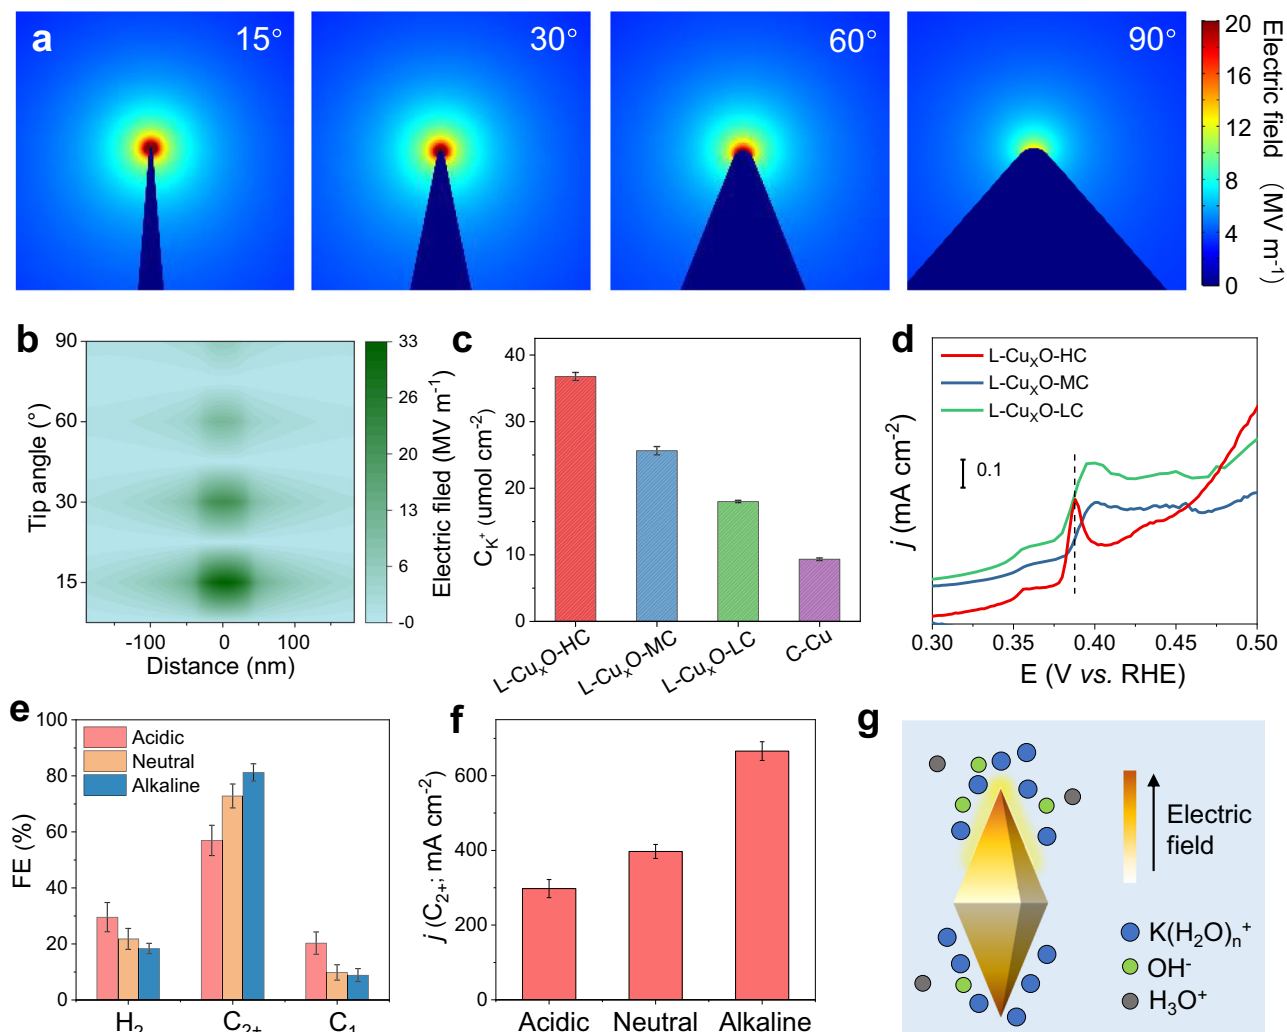 a
15°
30°
60°
90°
20
16
12
8
4
0
Electric field (MV m-1)
b
90
60
30
15
Tip angle (°)
-100
0
100
Distance (nm)
33
26
20
13
6
-0
Electric filed (MV m-1)
c
40
30
20
10
0
CK+ (umol cm-2)
L-CuxO-HC
L-CuxO-MC
L-CuxO-LC
C-Cu
d
L-CuXO-HC
L-CuXO-MC
L-CuXO-LC
0.1
j (mA cm-2)
0.30
0.35
0.40
0.45
0.50
E (V vs. RHE)
e
100
80
60
40
20
0
FE (%)
Acidic
Neutral
Alkaline
H2
C2+
C1
f
600
400
200
0
j (C2+; mA cm-2)
Acidic
Neutral
Alkaline
g
Electric
field
K(H2O)n+
OH-
H3O+